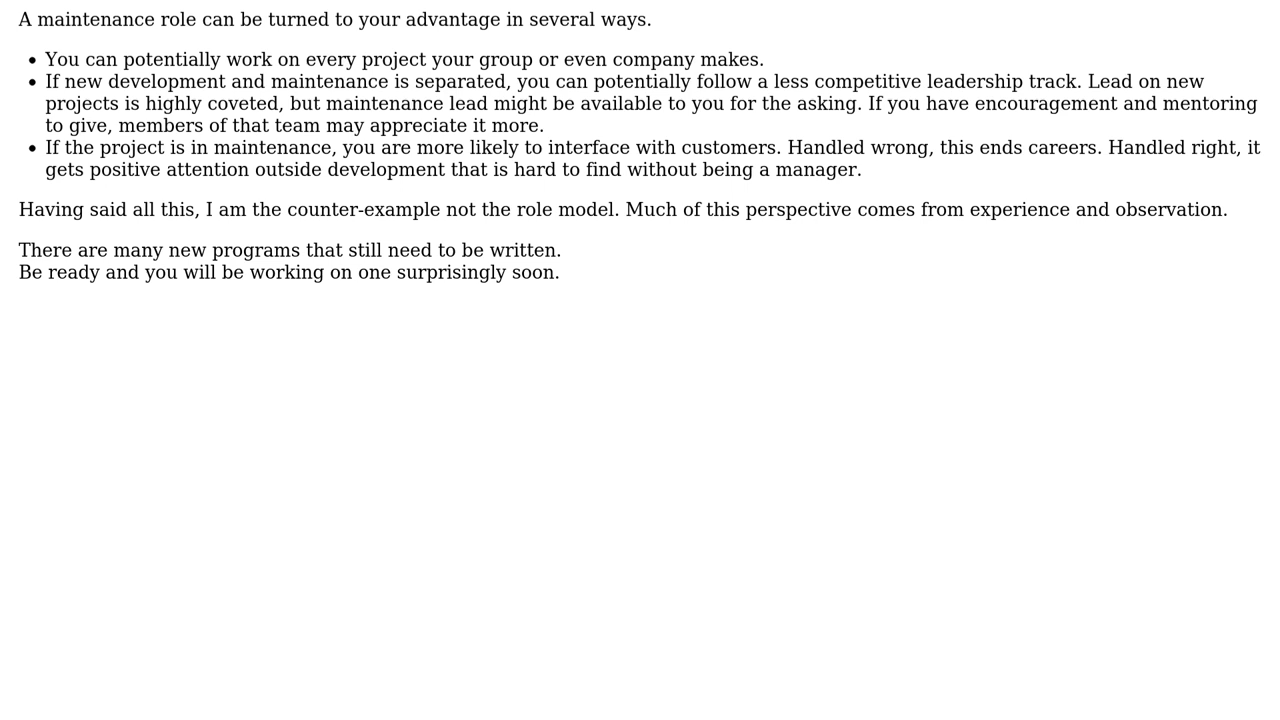 A maintenance role can be turned to your advantage in several ways.
• You can potentially work on every project your group or even company makes.
• If new development and maintenance is separated, you can potentially follow a less competitive leadership track. Lead on new
projects is highly coveted, but maintenance lead might be available to you for the asking. If you have encouragement and mentoring
to give, members of that team may appreciate it more.
• If the project is in maintenance, you are more likely to interface with customers. Handled wrong, this ends careers. Handled right, it
gets positive attention outside development that is hard to find without being a manager.
Having said all this, I am the counter-example not the role model. Much of this perspective comes from experience and observation.
There are many new programs that still need to be written.
Be ready and you will be working on one surprisingly soon.